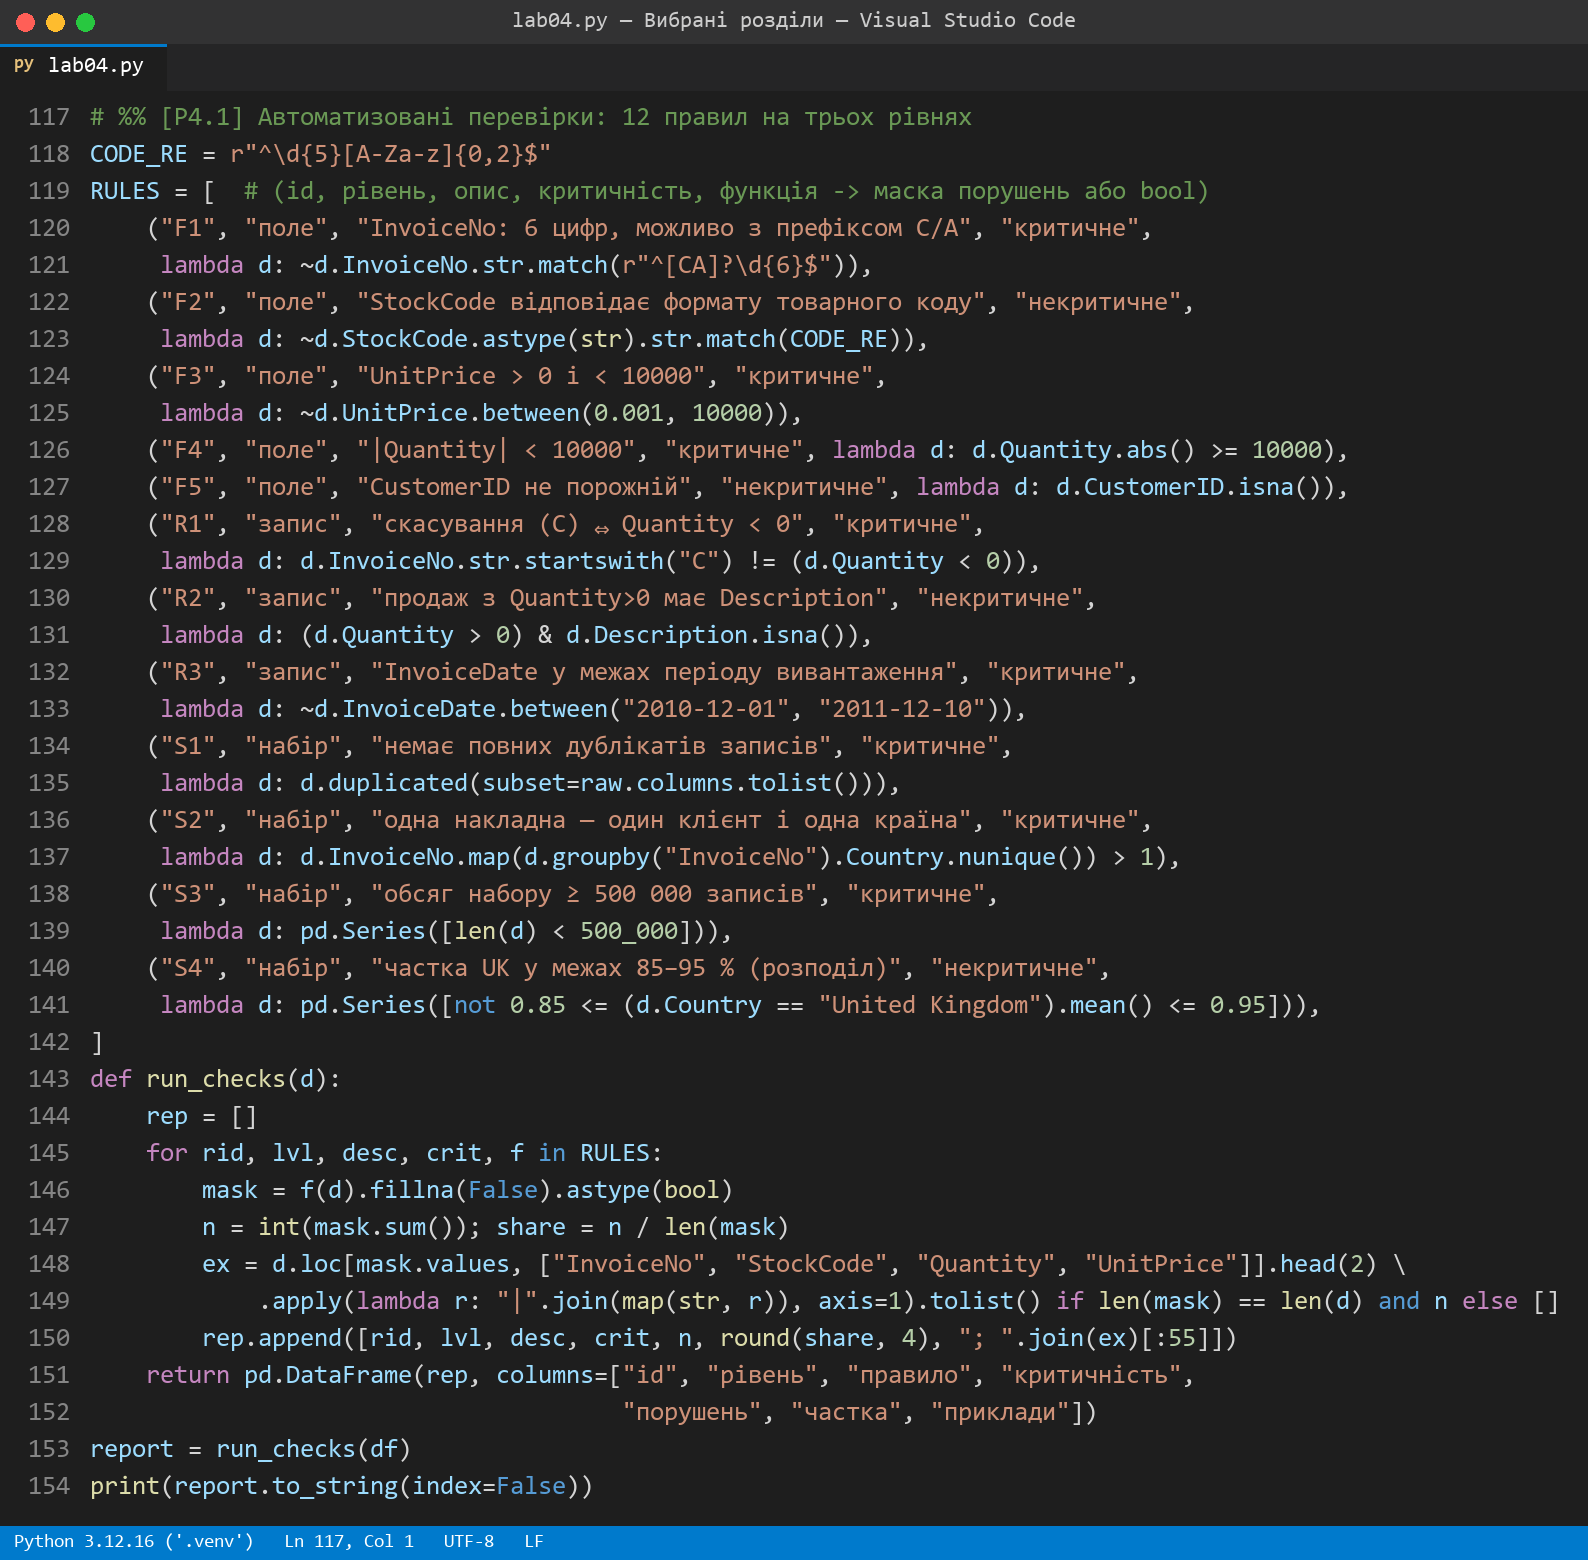 lab04.py — Вибрані розділи — Visual Studio Code
py lab04.py
117 # %% [P4.1] Автоматизовані перевірки: 12 правил на трьох рівнях
118 CODE_RE = r"^\d{5}[A-Za-z]{0,2}$"
119 RULES = [  # (id, рівень, опис, критичність, функція -> маска порушень або bool)
120     ("F1", "поле", "InvoiceNo: 6 цифр, можливо з префіксом C/A", "критичне",
121      lambda d: ~d.InvoiceNo.str.match(r"^[CA]?\d{6}$")),
122     ("F2", "поле", "StockCode відповідає формату товарного коду", "некритичне",
123      lambda d: ~d.StockCode.astype(str).str.match(CODE_RE)),
124     ("F3", "поле", "UnitPrice > 0 і < 10000", "критичне",
125      lambda d: ~d.UnitPrice.between(0.001, 10000)),
126     ("F4", "поле", "|Quantity| < 10000", "критичне", lambda d: d.Quantity.abs() >= 10000),
127     ("F5", "поле", "CustomerID не порожній", "некритичне", lambda d: d.CustomerID.isna()),
128     ("R1", "запис", "скасування (C) ⇔ Quantity < 0", "критичне",
129      lambda d: d.InvoiceNo.str.startswith("C") != (d.Quantity < 0)),
130     ("R2", "запис", "продаж з Quantity>0 має Description", "некритичне",
131      lambda d: (d.Quantity > 0) & d.Description.isna()),
132     ("R3", "запис", "InvoiceDate у межах періоду вивантаження", "критичне",
133      lambda d: ~d.InvoiceDate.between("2010-12-01", "2011-12-10")),
134     ("S1", "набір", "немає повних дублікатів записів", "критичне",
135      lambda d: d.duplicated(subset=raw.columns.tolist())),
136     ("S2", "набір", "одна накладна — один клієнт і одна країна", "критичне",
137      lambda d: d.InvoiceNo.map(d.groupby("InvoiceNo").Country.nunique()) > 1),
138     ("S3", "набір", "обсяг набору ≥ 500 000 записів", "критичне",
139      lambda d: pd.Series([len(d) < 500_000])),
140     ("S4", "набір", "частка UK у межах 85–95 % (розподіл)", "некритичне",
141      lambda d: pd.Series([not 0.85 <= (d.Country == "United Kingdom").mean() <= 0.95])),
142 ]
143 def run_checks(d):
144     rep = []
145     for rid, lvl, desc, crit, f in RULES:
146         mask = f(d).fillna(False).astype(bool)
147         n = int(mask.sum()); share = n / len(mask)
148         ex = d.loc[mask.values, ["InvoiceNo", "StockCode", "Quantity", "UnitPrice"]].head(2) \
149             .apply(lambda r: "|".join(map(str, r)), axis=1).tolist() if len(mask) == len(d) and n else []
150         rep.append([rid, lvl, desc, crit, n, round(share, 4), "; ".join(ex)[:55]])
151     return pd.DataFrame(rep, columns=["id", "рівень", "правило", "критичність",
152                                       "порушень", "частка", "приклади"])
153 report = run_checks(df)
154 print(report.to_string(index=False))
Python 3.12.16 ('.venv')   Ln 117, Col 1   UTF-8   LF